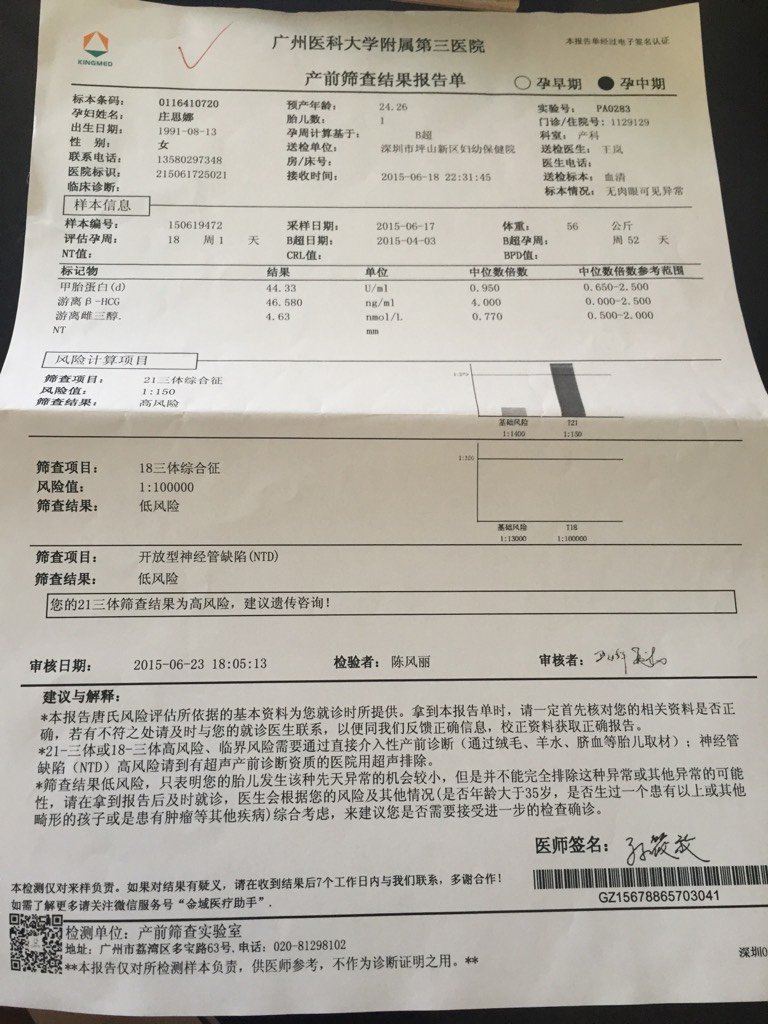 KINGMED
广州医科大学附属第三医院
本报告单经过电子签名认证
产前筛查结果报告单 ○ 孕早期 ● 孕中期
标本条码: 0116410720 预产年龄: 24.26 实验号: PA0283
孕妇姓名: 庄思娜 胎儿数: 1 门诊/住院号: 1129129
出生日期: 1991-08-13 孕周计算基于: B超 科室: 产科
性 别: 女 送检单位: 深圳市坪山新区妇幼保健院 送检医生: 王岚
联系电话: 13580297348 房/床号: 医生电话:
医院标识: 215061725021 接收时间: 2015-06-18 22:31:45 送检标本: 血清
临床诊断: 标本情况: 无肉眼可见异常
样本信息
样本编号: 150619472 采样日期: 2015-06-17 体重: 56 公斤
评估孕周: 18 周 1 天 B超日期: 2015-04-03 B超孕周: 周 52 天
NT值: CRL值: BPD值:
标记物 结果 单位 中位数倍数 中位数倍数参考范围
甲胎蛋白(d) 44.33 U/ml 0.950 0.650-2.500
游离β-HCG 46.580 ng/ml 4.000 0.000-2.500
游离雌三醇. 4.63 nmol/L 0.770 0.500-2.000
NT mm
风险计算项目
筛查项目: 21三体综合征
风险值: 1:150
筛查结果: 高风险
基础风险 T21
1:1400 1:150
筛查项目: 18三体综合征
风险值: 1:100000
筛查结果: 低风险
基础风险 T18
1:13000 1:100000
筛查项目: 开放型神经管缺陷(NTD)
筛查结果: 低风险
您的21三体筛查结果为高风险，建议遗传咨询！
审核日期: 2015-06-23 18:05:13 检验者: 陈风丽 审核者:
建议与解释:
*本报告唐氏风险评估所依据的基本资料为您就诊时所提供。拿到本报告单时，请一定首先核对您的相关资料是否正
确，若有不符之处请及时与您的就诊医生联系，以便同我们反馈正确信息，校正资料获取正确报告。
*21-三体或18-三体高风险、临界风险需要通过直接介入性产前诊断（通过绒毛、羊水、脐血等胎儿取材）；神经管
缺陷（NTD）高风险请到有超声产前诊断资质的医院用超声排除。
*筛查结果低风险，只表明您的胎儿发生该种先天异常的机会较小，但是并不能完全排除这种异常或其他异常的可能
性，请在拿到报告后及时就诊，医生会根据您的风险及其他情况(是否年龄大于35岁，是否生过一个患有以上或其他
畸形的孩子或是患有肿瘤等其他疾病)综合考虑，来建议您是否需要接受进一步的检查确诊。
医师签名:
本检测仅对来样负责。如果对结果有疑义，请在收到结果后7个工作日内与我们联系，多谢合作！
如需了解更多请关注微信服务号“金域医疗助手”.
GZ15678865703041
检测单位: 产前筛查实验室
地址: 广州市荔湾区多宝路63号,电话: 020-81298102
**本报告仅对所检测样本负责，供医师参考，不作为诊断证明之用。**
深圳0